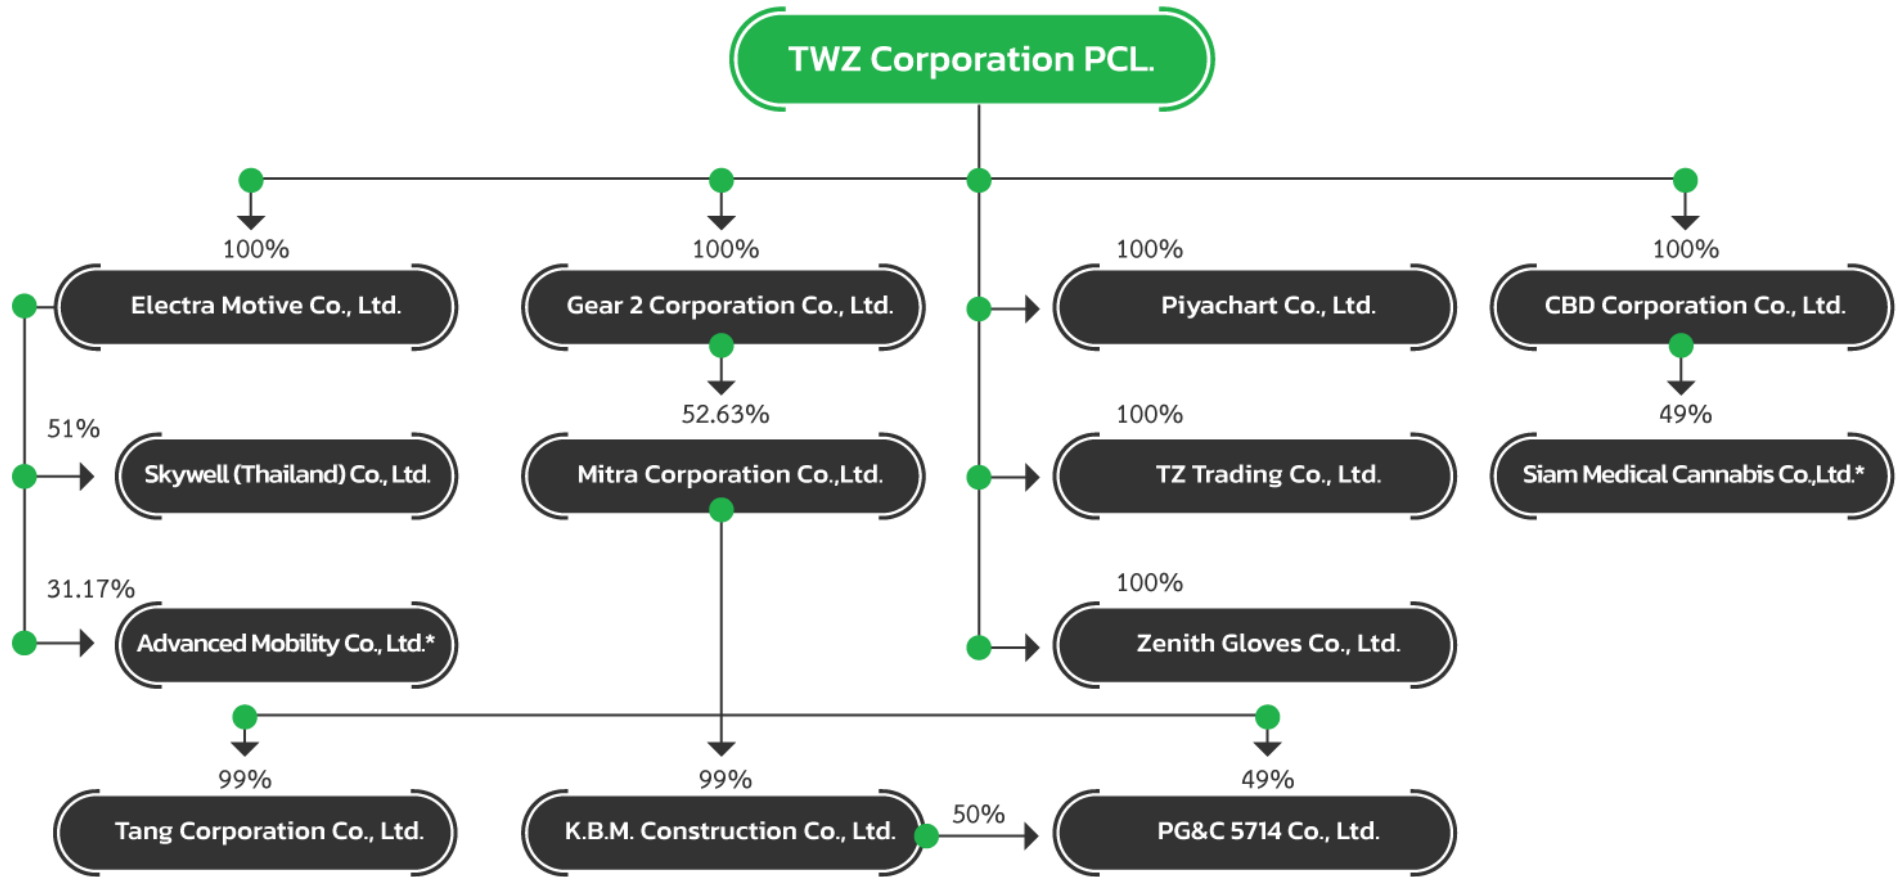 TWZ Corporation PCL.
100%
100%
100%
100%
Electra Motive Co., Ltd.
Gear 2 Corporation Co., Ltd.
Piyachart Co., Ltd.
CBD Corporation Co., Ltd.
51%
52.63%
100%
49%
Skywell (Thailand) Co., Ltd.
Mitra Corporation Co.,Ltd.
TZ Trading Co., Ltd.
Siam Medical Cannabis Co.,Ltd.*
31.17%
100%
Advanced Mobility Co., Ltd.*
Zenith Gloves Co., Ltd.
99%
99%
49%
Tang Corporation Co., Ltd.
K.B.M. Construction Co., Ltd.
50%
PG&C 5714 Co., Ltd.